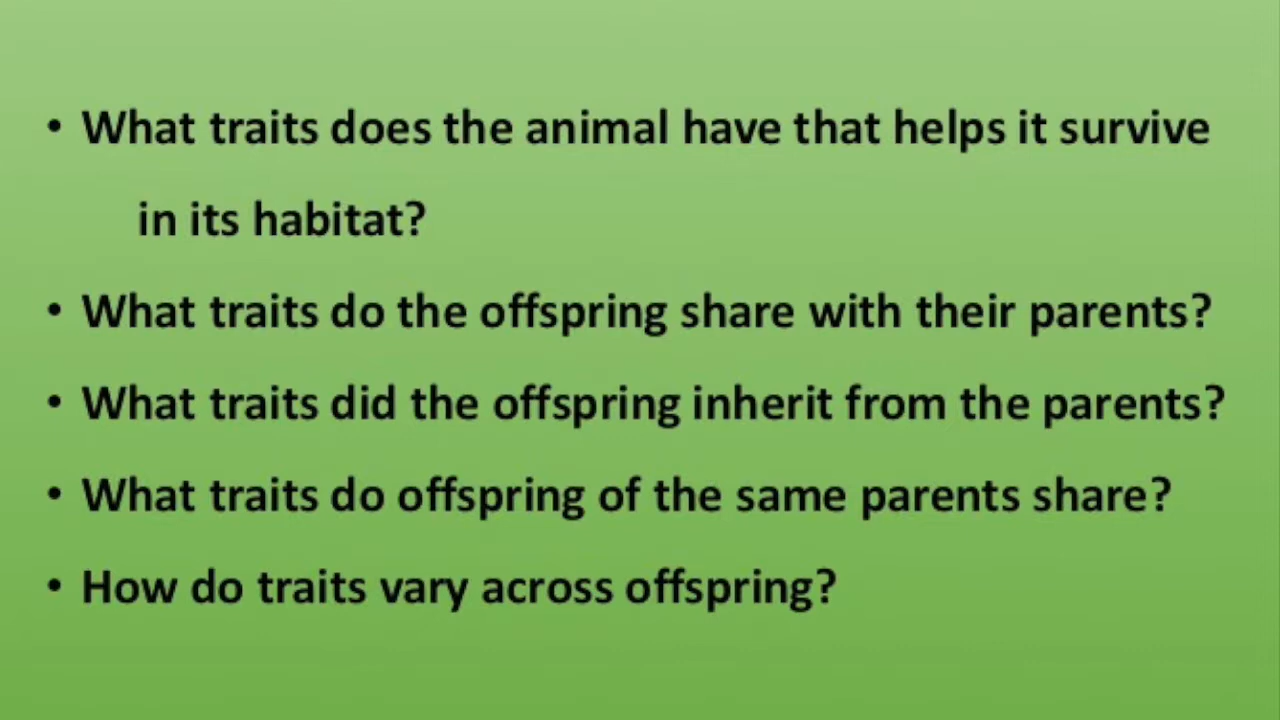 • What traits does the animal have that helps it survive
in its habitat?
• What traits do the offspring share with their parents?
• What traits did the offspring inherit from the parents?
• What traits do offspring of the same parents share?
• How do traits vary across offspring?